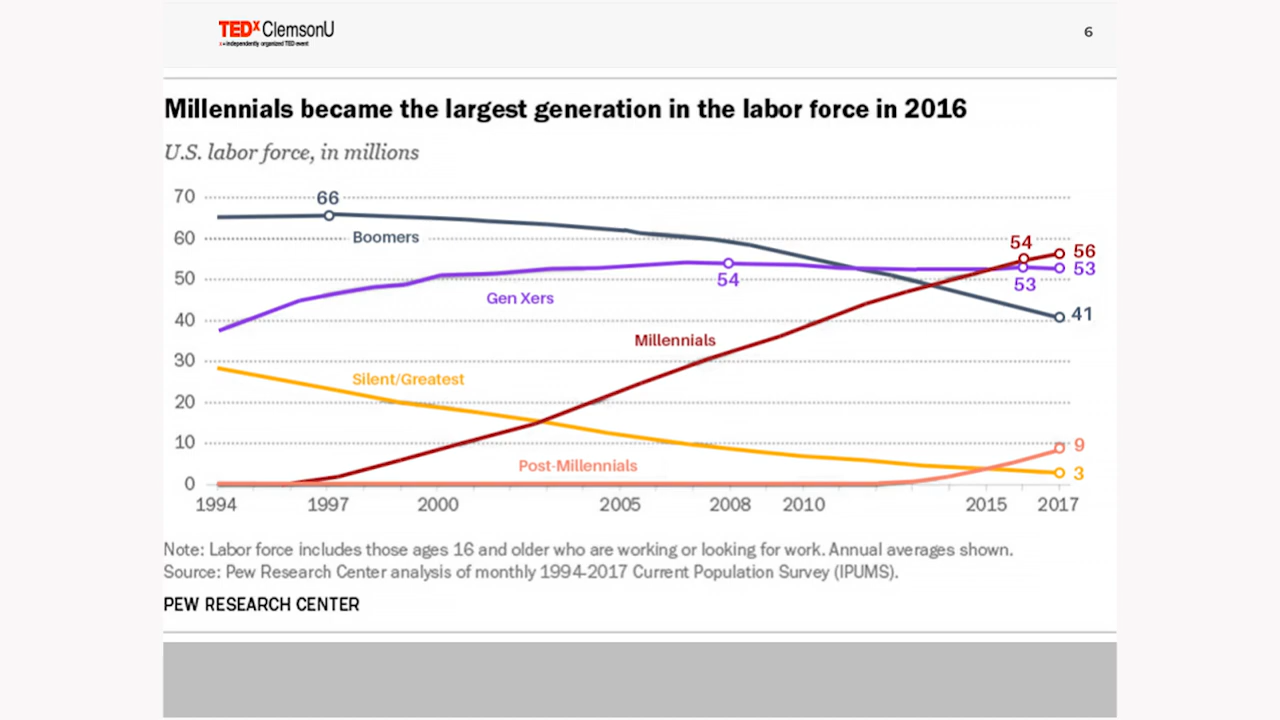 TEDx ClemsonU
x = independently organized TED event
6
Millennials became the largest generation in the labor force in 2016
U.S. labor force, in millions
70
66
60
Boomers
54
56
50
54
Gen Xers
53
53
40
41
Millennials
30
Silent/Greatest
20
10
9
Post-Millennials
3
0
1994 1997 2000 2005 2008 2010 2015 2017
Note: Labor force includes those ages 16 and older who are working or looking for work. Annual averages shown.
Source: Pew Research Center analysis of monthly 1994-2017 Current Population Survey (IPUMS).
PEW RESEARCH CENTER